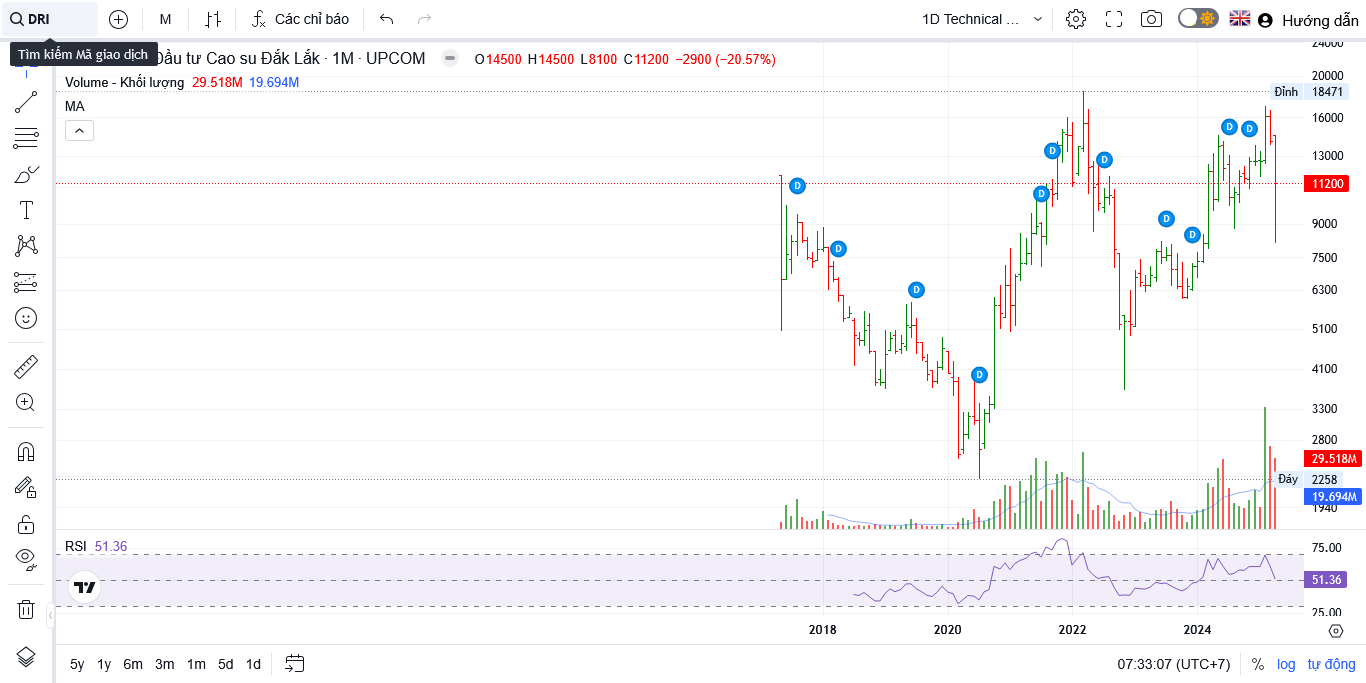 DRI
M
Các chỉ báo
1D Technical ...
Hướng dẫn
Tìm kiếm Mã giao dịch
Đầu tư Cao su Đắk Lắk · 1M · UPCOM
O14500 H14500 L8100 C11200 −2900 (−20.57%)
Volume - Khối lượng 29.518M 19.694M
MA
24000
20000
Đỉnh 18471
16000
13000
11200
9000
7500
6300
5100
4100
3300
2800
29.518M
Đáy 2258
19.694M
1940
D
D
D
D
D
D
D
D
D
D
D
RSI 51.36
75.00
51.36
25.00
2018 2020 2022 2024
5y 1y 6m 3m 1m 5d 1d
07:33:07 (UTC+7) % log tự động